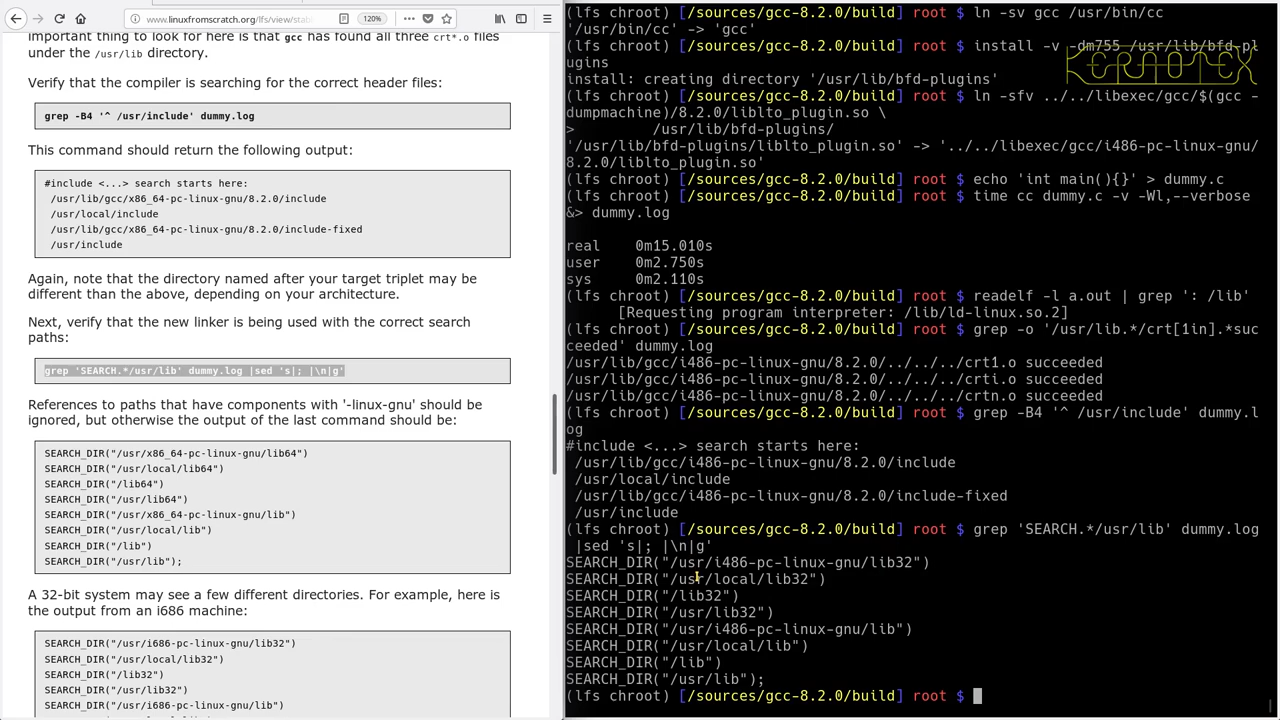 www.linuxfromscratch.org/lfs/view/stab
120%
important thing to look for here is that gcc has found all three crt*.o files
under the /usr/lib directory.
Verify that the compiler is searching for the correct header files:
grep -B4 '^ /usr/include' dummy.log
This command should return the following output:
#include <...> search starts here:
/usr/lib/gcc/x86_64-pc-linux-gnu/8.2.0/include
/usr/local/include
/usr/lib/gcc/x86_64-pc-linux-gnu/8.2.0/include-fixed
/usr/include
Again, note that the directory named after your target triplet may be
different than the above, depending on your architecture.
Next, verify that the new linker is being used with the correct search
paths:
grep 'SEARCH.*/usr/lib' dummy.log |sed 's|; |\n|g'
References to paths that have components with '-linux-gnu' should be
ignored, but otherwise the output of the last command should be:
SEARCH_DIR("/usr/x86_64-pc-linux-gnu/lib64")
SEARCH_DIR("/usr/local/lib64")
SEARCH_DIR("/lib64")
SEARCH_DIR("/usr/lib64")
SEARCH_DIR("/usr/x86_64-pc-linux-gnu/lib")
SEARCH_DIR("/usr/local/lib")
SEARCH_DIR("/lib")
SEARCH_DIR("/usr/lib");
A 32-bit system may see a few different directories. For example, here is
the output from an i686 machine:
SEARCH_DIR("/usr/i686-pc-linux-gnu/lib32")
SEARCH_DIR("/usr/local/lib32")
SEARCH_DIR("/lib32")
SEARCH_DIR("/usr/lib32")
SEARCH_DIR("/usr/i686-pc-linux-gnu/lib")
(lfs chroot) [/sources/gcc-8.2.0/build] root $ ln -sv gcc /usr/bin/cc
'/usr/bin/cc' -> 'gcc'
(lfs chroot) [/sources/gcc-8.2.0/build] root $ install -v -dm755 /usr/lib/bfd-pl
ugins
install: creating directory '/usr/lib/bfd-plugins'
(lfs chroot) [/sources/gcc-8.2.0/build] root $ ln -sfv ../../libexec/gcc/$(gcc -
dumpmachine)/8.2.0/liblto_plugin.so \
> /usr/lib/bfd-plugins/
'/usr/lib/bfd-plugins/liblto_plugin.so' -> '../../libexec/gcc/i486-pc-linux-gnu/
8.2.0/liblto_plugin.so'
(lfs chroot) [/sources/gcc-8.2.0/build] root $ echo 'int main(){}' > dummy.c
(lfs chroot) [/sources/gcc-8.2.0/build] root $ time cc dummy.c -v -Wl,--verbose
&> dummy.log
real 0m15.010s
user 0m2.750s
sys 0m2.110s
(lfs chroot) [/sources/gcc-8.2.0/build] root $ readelf -l a.out | grep ': /lib'
[Requesting program interpreter: /lib/ld-linux.so.2]
(lfs chroot) [/sources/gcc-8.2.0/build] root $ grep -o '/usr/lib.*/crt[1in].*suc
ceeded' dummy.log
/usr/lib/gcc/i486-pc-linux-gnu/8.2.0/../../../crt1.o succeeded
/usr/lib/gcc/i486-pc-linux-gnu/8.2.0/../../../crti.o succeeded
/usr/lib/gcc/i486-pc-linux-gnu/8.2.0/../../../crtn.o succeeded
(lfs chroot) [/sources/gcc-8.2.0/build] root $ grep -B4 '^ /usr/include' dummy.l
og
#include <...> search starts here:
/usr/lib/gcc/i486-pc-linux-gnu/8.2.0/include
/usr/local/include
/usr/lib/gcc/i486-pc-linux-gnu/8.2.0/include-fixed
/usr/include
(lfs chroot) [/sources/gcc-8.2.0/build] root $ grep 'SEARCH.*/usr/lib' dummy.log
|sed 's|; |\n|g'
SEARCH_DIR("/usr/i486-pc-linux-gnu/lib32")
SEARCH_DIR("/usr/local/lib32")
SEARCH_DIR("/lib32")
SEARCH_DIR("/usr/lib32")
SEARCH_DIR("/usr/i486-pc-linux-gnu/lib")
SEARCH_DIR("/usr/local/lib")
SEARCH_DIR("/lib")
SEARCH_DIR("/usr/lib");
(lfs chroot) [/sources/gcc-8.2.0/build] root $